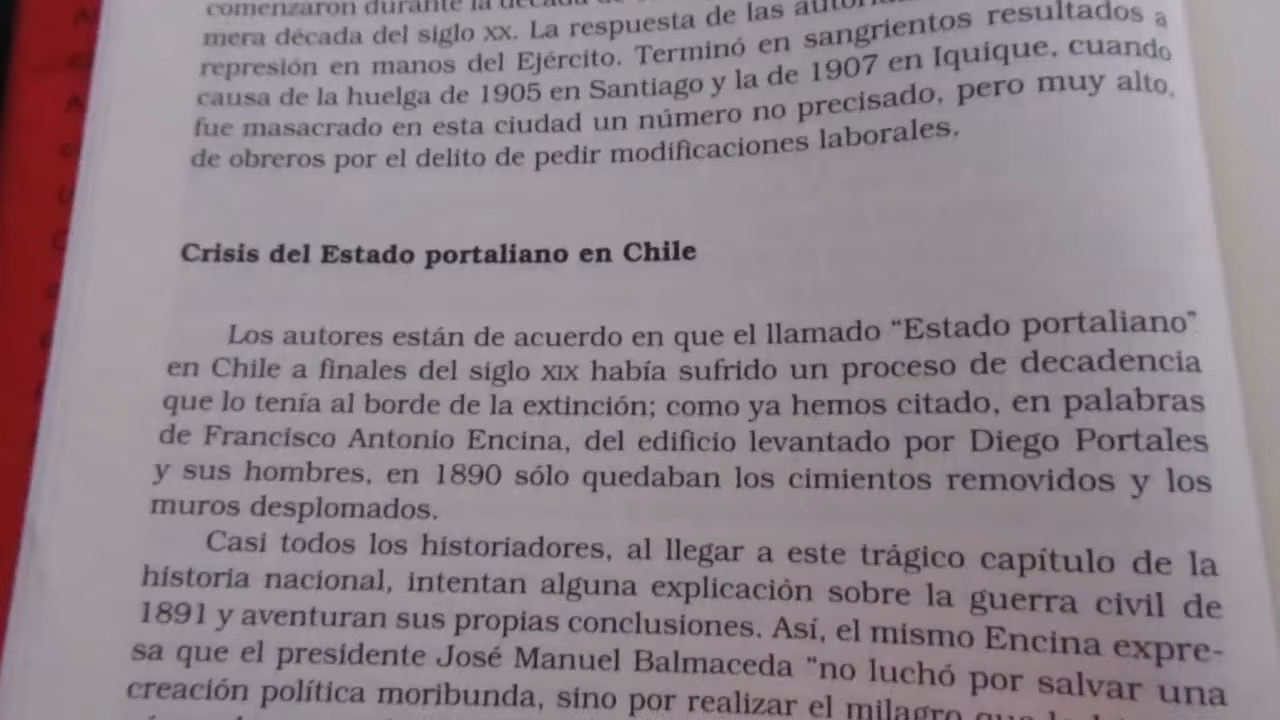 comenzaron durante la década de
mera década del siglo XX. La respuesta de las
represión en manos del Ejército. Terminó en sangrientos resultados a
causa de la huelga de 1905 en Santiago y la de 1907 en Iquique, cuando
fue masacrado en esta ciudad un número no precisado, pero muy alto,
de obreros por el delito de pedir modificaciones laborales.
Crisis del Estado portaliano en Chile
Los autores están de acuerdo en que el llamado "Estado portaliano"
en Chile a finales del siglo XIX había sufrido un proceso de decadencia
que lo tenía al borde de la extinción; como ya hemos citado, en palabras
de Francisco Antonio Encina, del edificio levantado por Diego Portales
y sus hombres, en 1890 sólo quedaban los cimientos removidos y los
muros desplomados.
Casi todos los historiadores, al llegar a este trágico capítulo de la
historia nacional, intentan alguna explicación sobre la guerra civil de
1891 y aventuran sus propias conclusiones. Así, el mismo Encina expre-
sa que el presidente José Manuel Balmaceda "no luchó por salvar una
creación política moribunda, sino por realizar el milagro que